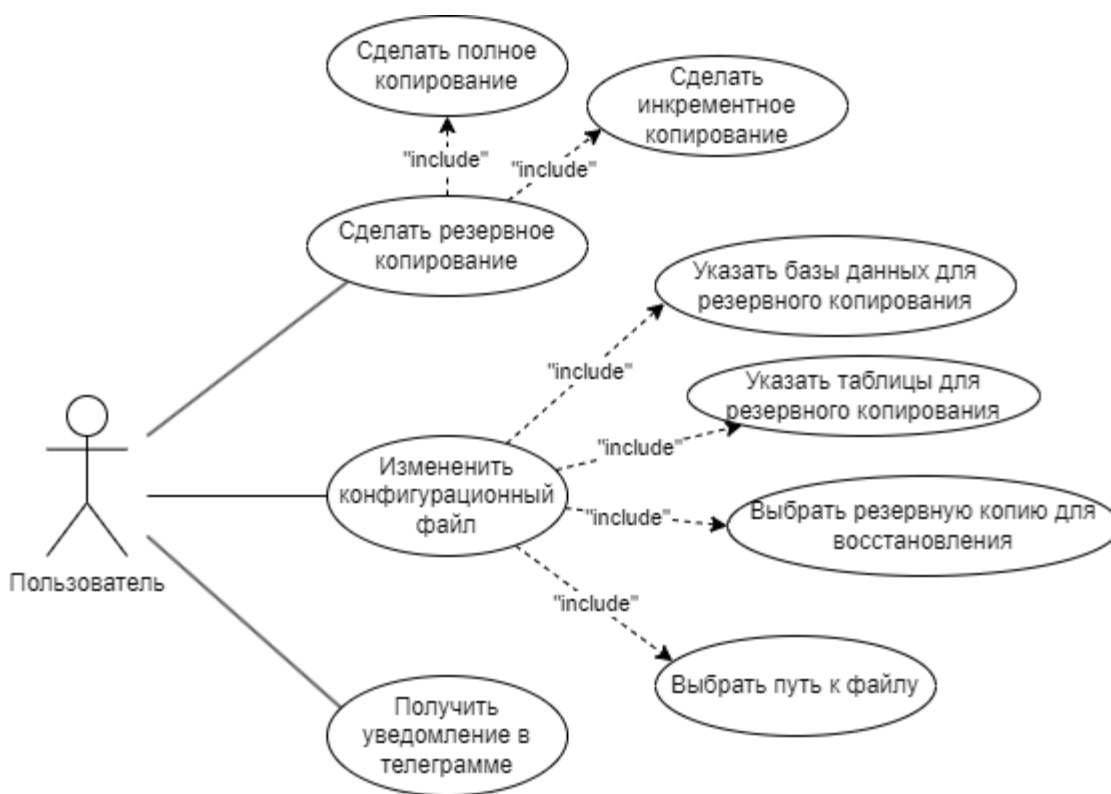 Сделать полное
копирование
Сделать
инкрементное
копирование
"include"
"include"
Сделать резервное
копирование
Указать базы данных для
резервного копирования
"include"
Указать таблицы для
резервного копирования
"include"
Измененить
конфигурационный
файл
"include"
Выбрать резервную копию для
восстановления
Пользователь
"include"
Выбрать путь к файлу
Получить
уведомление в
телеграмме